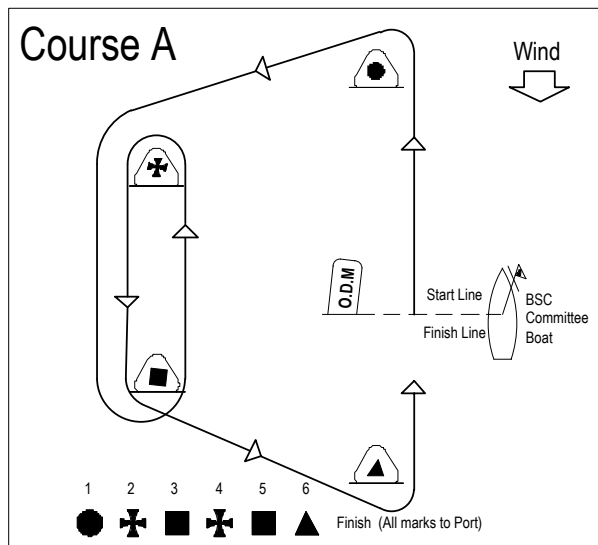 Course A
Wind
O.D.M
Start Line
Finish Line
BSC
Committee
Boat
1 2 3 4 5 6
Finish (All marks to Port)